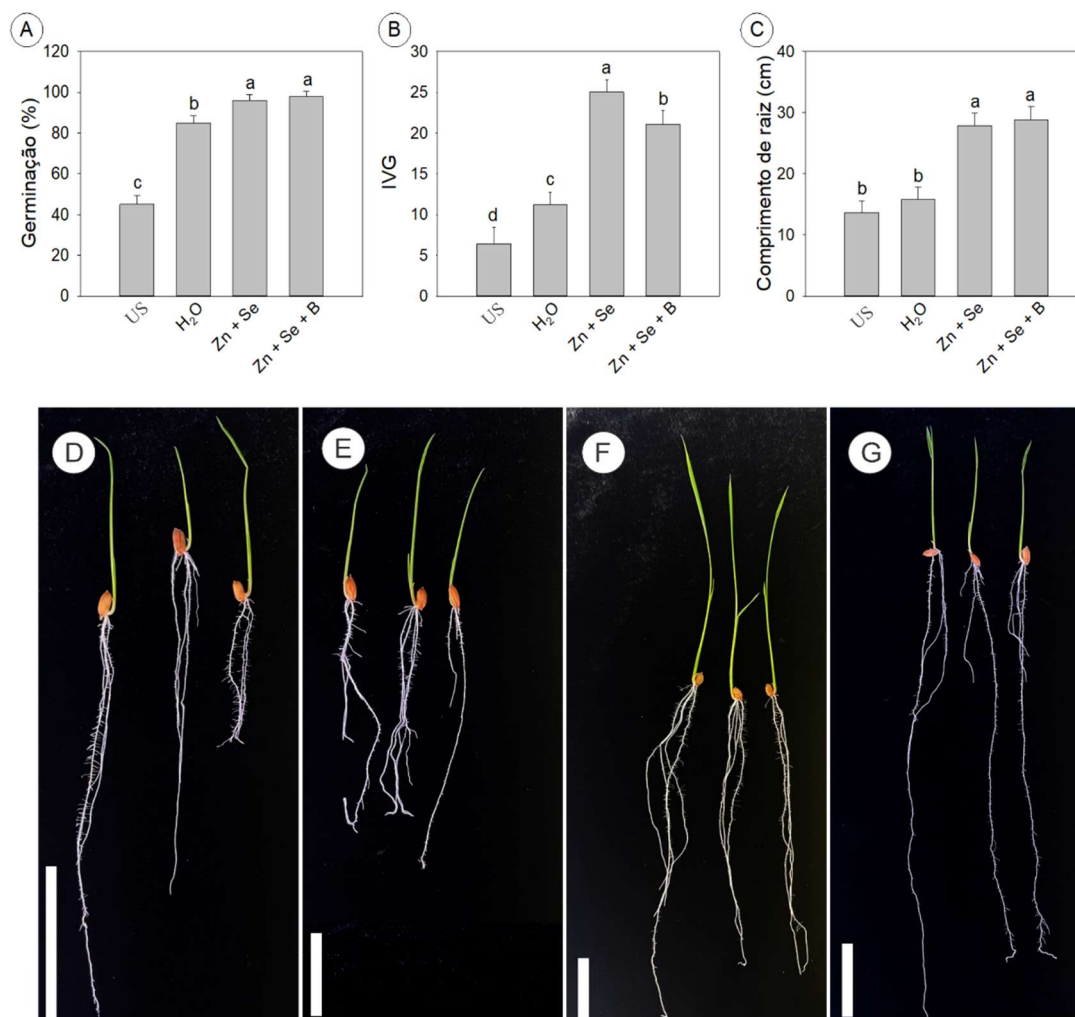 A
Germinação (%)
120
100
80
60
40
20
0
c
b
a
a
US
H₂O
Zn + Se
Zn + Se + B
B
IVG
30
25
20
15
10
5
0
d
c
a
b
US
H₂O
Zn + Se
Zn + Se + B
C
Comprimento de raiz (cm)
40
30
20
10
0
b
b
a
a
US
H₂O
Zn + Se
Zn + Se + B
D
E
F
G